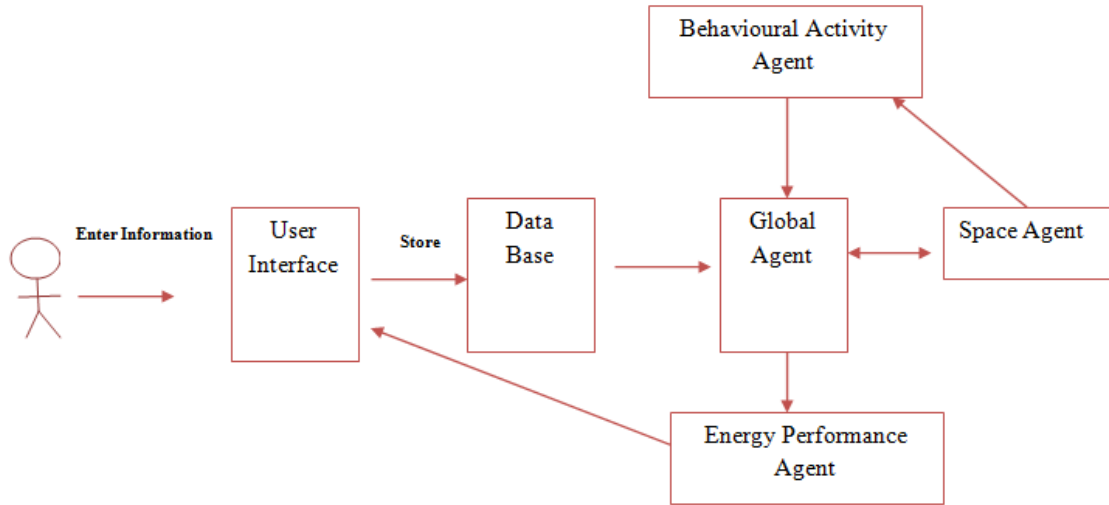 Behavioural Activity
Agent
Enter Information
User
Interface
Store
Data
Base
Global
Agent
Space Agent
Energy Performance
Agent